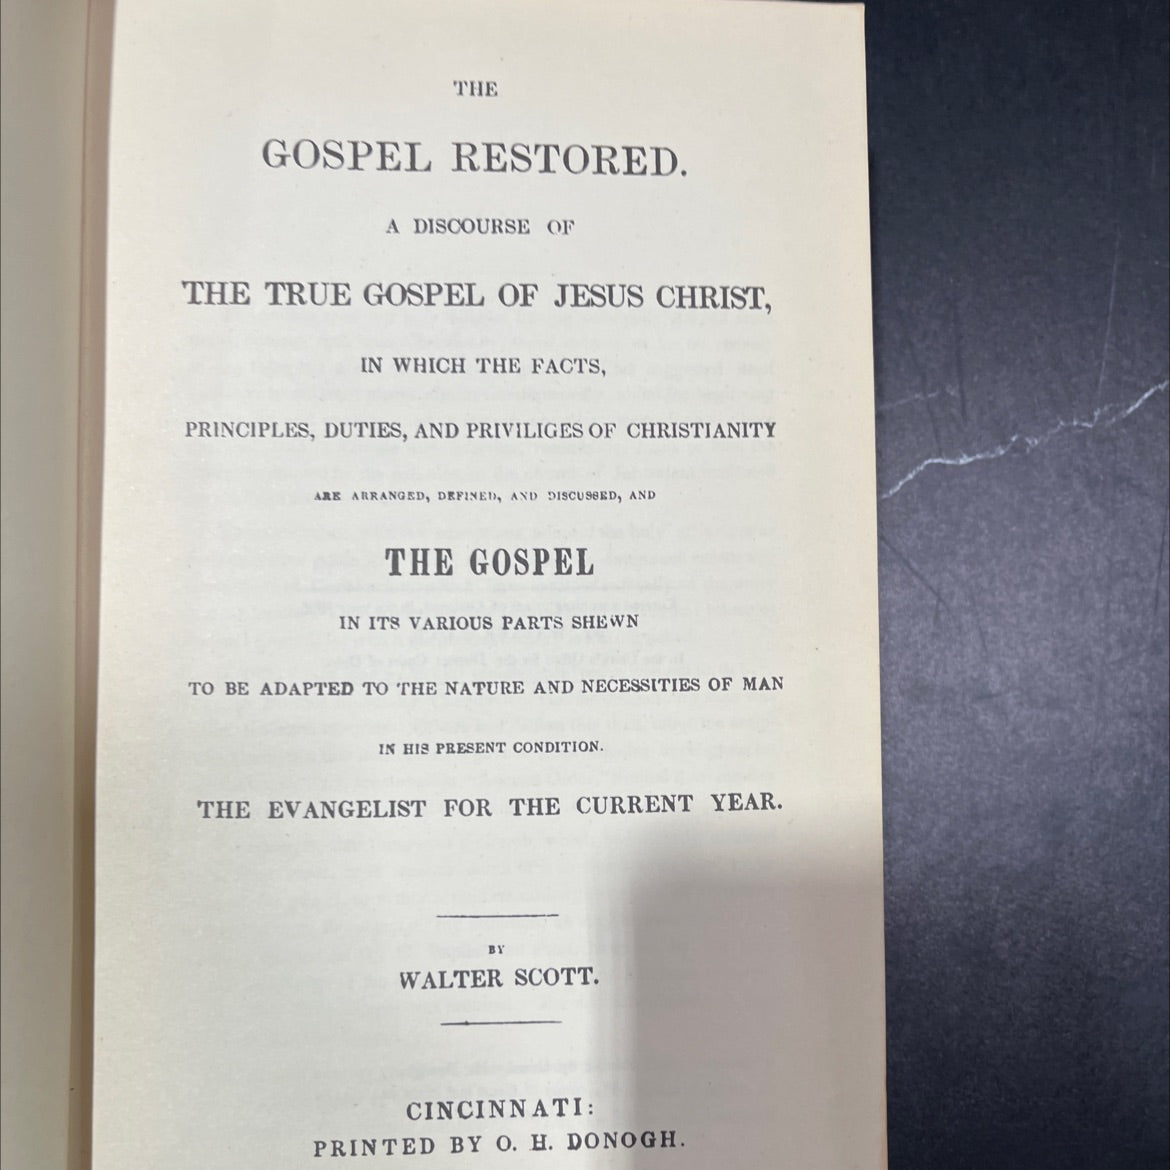 THE
GOSPEL RESTORED.
A DISCOURSE OF
THE TRUE GOSPEL OF JESUS CHRIST,
IN WHICH THE FACTS,
PRINCIPLES, DUTIES, AND PRIVILIGES OF CHRISTIANITY
ARE ARRANGED, DEFINED, AND DISCUSSED, AND
THE GOSPEL
IN ITS VARIOUS PARTS SHEWN
TO BE ADAPTED TO THE NATURE AND NECESSITIES OF MAN
IN HIS PRESENT CONDITION.
THE EVANGELIST FOR THE CURRENT YEAR.
BY
WALTER SCOTT.
CINCINNATI:
PRINTED BY O. H. DONOGH.